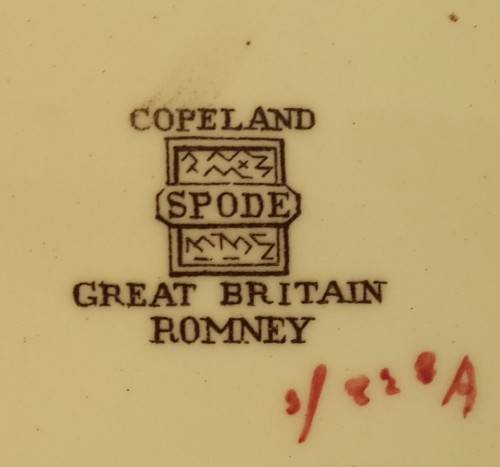 COPELAND
SPODE
GREAT BRITAIN
ROMNEY